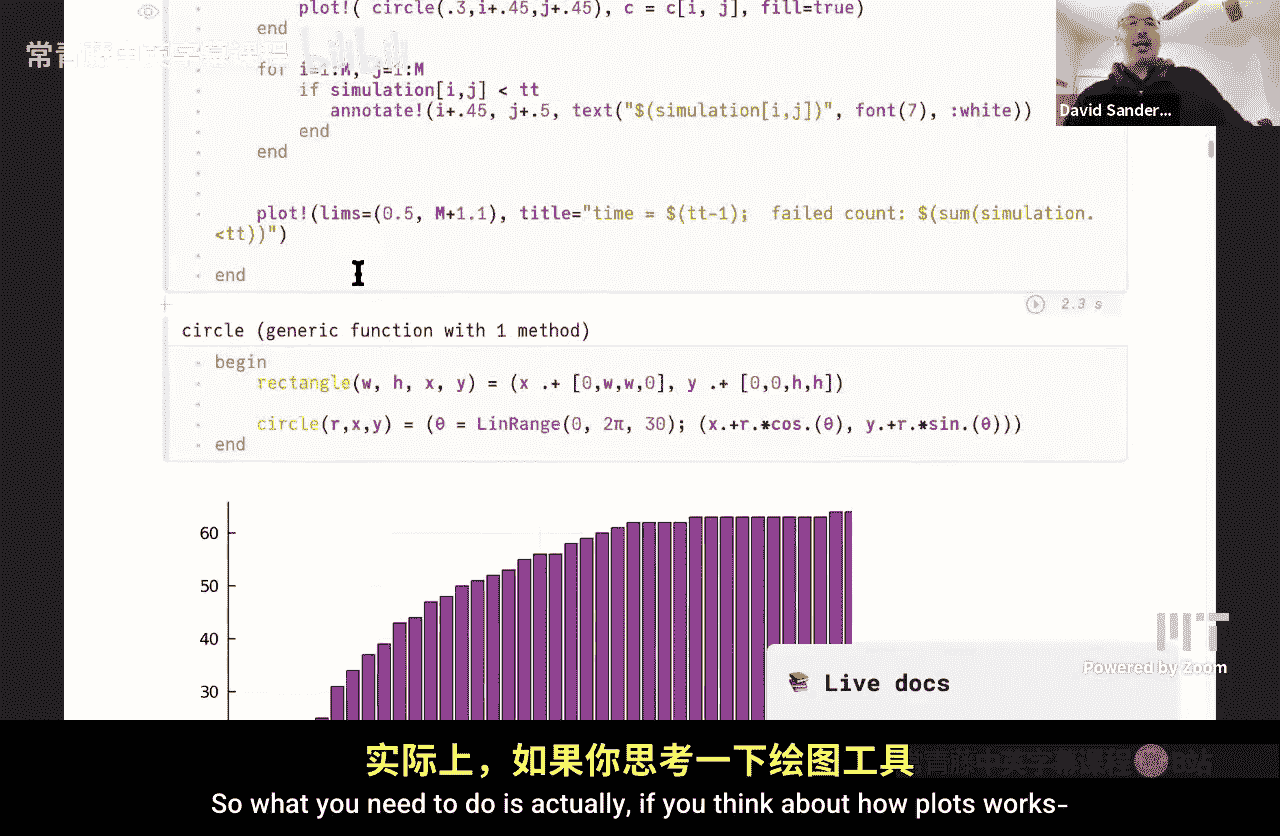 plot!( circle(.3,i+.45,j+.45), c = c[i, j], fill=true)
end
for i=1:M, j=1:M
if simulation[i,j] < tt
annotate!(i+.45, j+.5, text("$(simulation[i,j])", font(7), :white))
end
end
plot!(lims=(0.5, M+1.1), title="time = $(tt-1);  failed count: $(sum(simulation.
<tt))")
end
2.3 s
circle (generic function with 1 method)
begin
rectangle(w, h, x, y) = (x .+ [0,w,w,0], y .+ [0,0,h,h])
circle(r,x,y) = (θ = LinRange(0, 2π, 30); (x.+r.*cos.(θ), y.+r.*sin.(θ)))
end
60
50
40
30
Live docs
David Sander...
MIT
Powered by Zoom
实际上，如果你思考一下绘图工具
So what you need to do is actually, if you think about how plots works-